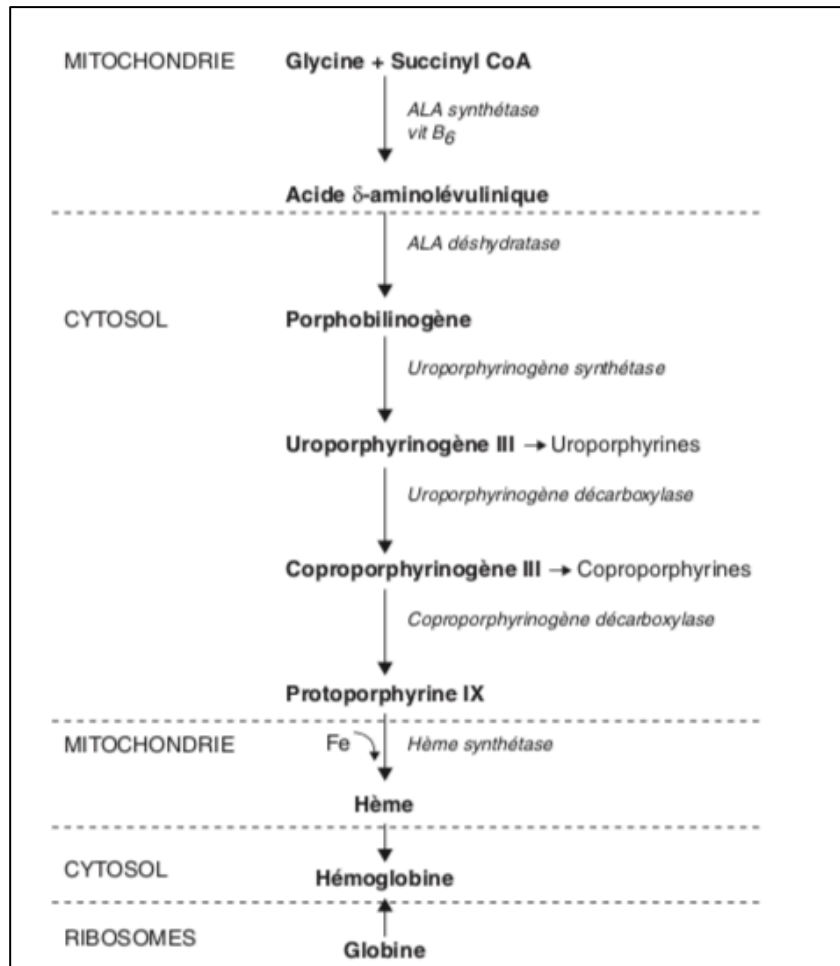 MITOCHONDRIE Glycine + Succinyl CoA
ALA synthétase
vit B6
Acide δ-aminolévulinique
ALA déshydratase
CYTOSOL Porphobilinogène
Uroporphyrinogène synthétase
Uroporphyrinogène III → Uroporphyrines
Uroporphyrinogène décarboxylase
Coproporphyrinogène III → Coproporphyrines
Coproporphyrinogène décarboxylase
Protoporphyrine IX
MITOCHONDRIE Fe Hème synthétase
Hème
CYTOSOL Hémoglobine
RIBOSOMES Globine